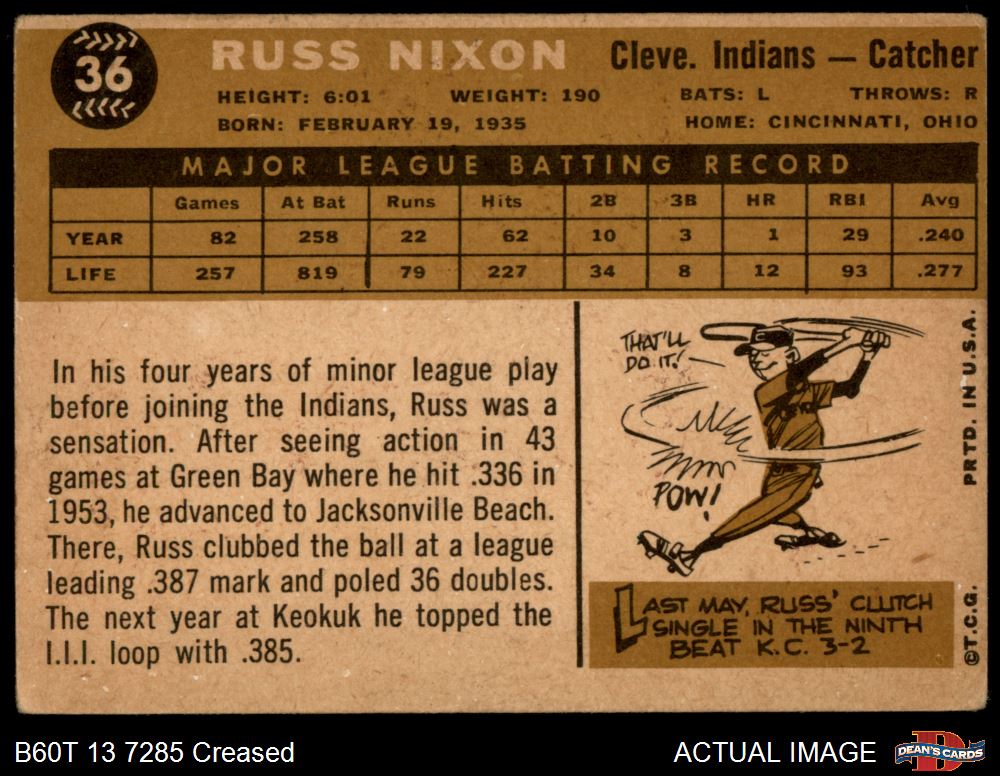 36
RUSS NIXON
Cleve. Indians — Catcher
HEIGHT: 6:01 WEIGHT: 190 BATS: L THROWS: R
BORN: FEBRUARY 19, 1935 HOME: CINCINNATI, OHIO
MAJOR LEAGUE BATTING RECORD
Games At Bat Runs Hits 2B 3B HR RBI Avg
YEAR 82 258 22 62 10 3 1 29 .240
LIFE 257 819 79 227 34 8 12 93 .277
In his four years of minor league play
before joining the Indians, Russ was a
sensation. After seeing action in 43
games at Green Bay where he hit .336 in
1953, he advanced to Jacksonville Beach.
There, Russ clubbed the ball at a league
leading .387 mark and poled 36 doubles.
The next year at Keokuk he topped the
I.I.I. loop with .385.
THAT'LL
DO IT!
POW!
LAST MAY, RUSS' CLUTCH
SINGLE IN THE NINTH
BEAT K.C. 3-2
PRTD. IN U.S.A.
©T.C.G.
B60T 13 7285 Creased
ACTUAL IMAGE
D
DEAN'S CARDS